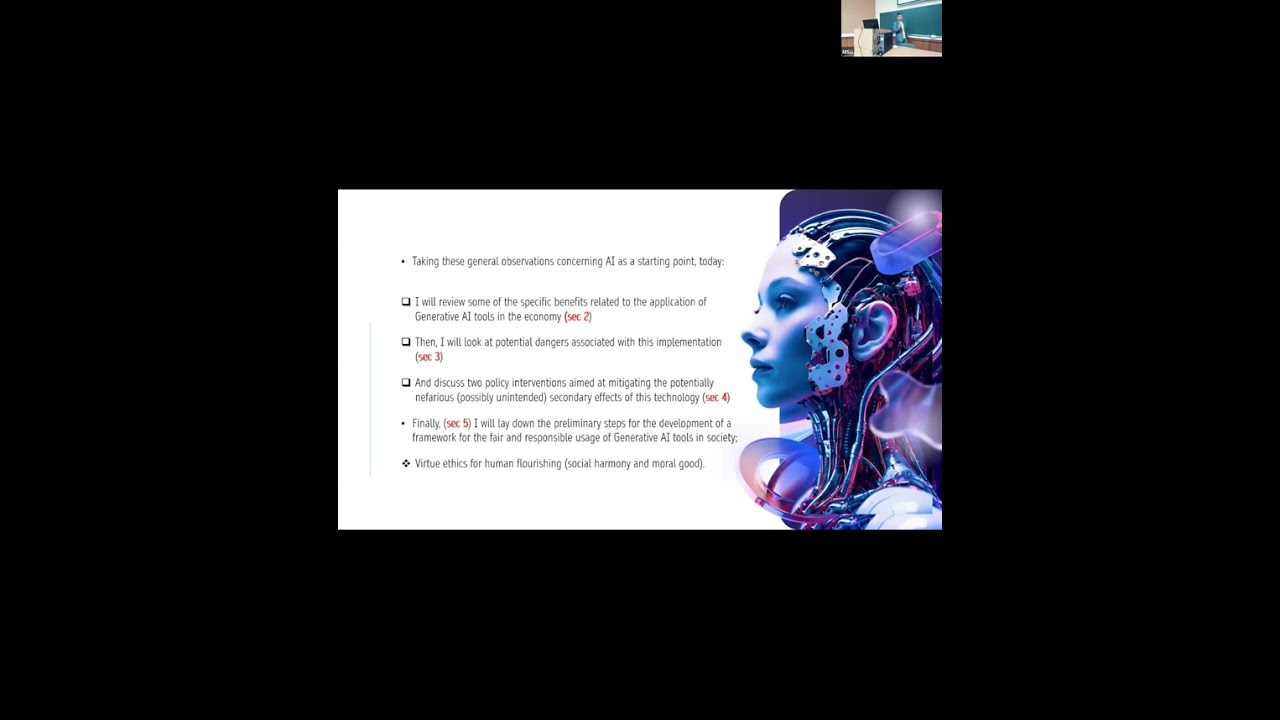 • Taking these general observations concerning AI as a starting point, today:
❑ I will review some of the specific benefits related to the application of
Generative AI tools in the economy (sec 2)
❑ Then, I will look at potential dangers associated with this implementation
(sec 3)
❑ And discuss two policy interventions aimed at mitigating the potentially
nefarious (possibly unintended) secondary effects of this technology (sec 4)
• Finally, (sec 5) I will lay down the preliminary steps for the development of a
framework for the fair and responsible usage of Generative AI tools in society;
❖ Virtue ethics for human flourishing (social harmony and moral good).